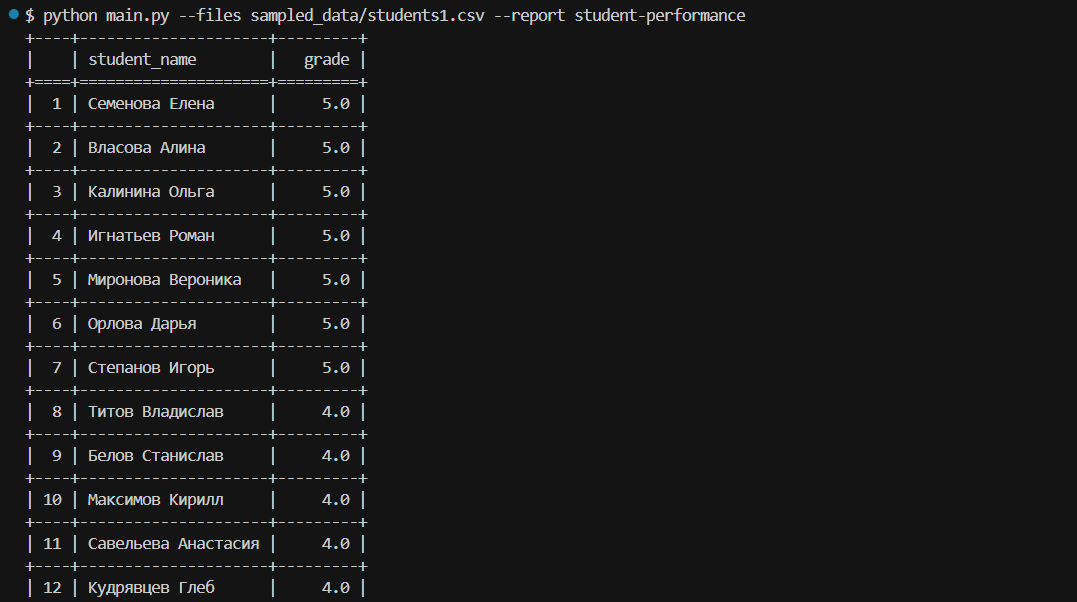 $ python main.py --files sampled_data/students1.csv --report student-performance
+----+---------------------+---------+
|    | student_name        |   grade |
+====+=====================+=========+
|  1 | Семенова Елена      |     5.0 |
+----+---------------------+---------+
|  2 | Власова Алина       |     5.0 |
+----+---------------------+---------+
|  3 | Калинина Ольга      |     5.0 |
+----+---------------------+---------+
|  4 | Игнатьев Роман      |     5.0 |
+----+---------------------+---------+
|  5 | Миронова Вероника   |     5.0 |
+----+---------------------+---------+
|  6 | Орлова Дарья        |     5.0 |
+----+---------------------+---------+
|  7 | Степанов Игорь      |     5.0 |
+----+---------------------+---------+
|  8 | Титов Владислав     |     4.0 |
+----+---------------------+---------+
|  9 | Белов Станислав     |     4.0 |
+----+---------------------+---------+
| 10 | Максимов Кирилл     |     4.0 |
+----+---------------------+---------+
| 11 | Савельева Анастасия |     4.0 |
+----+---------------------+---------+
| 12 | Кудрявцев Глеб      |     4.0 |